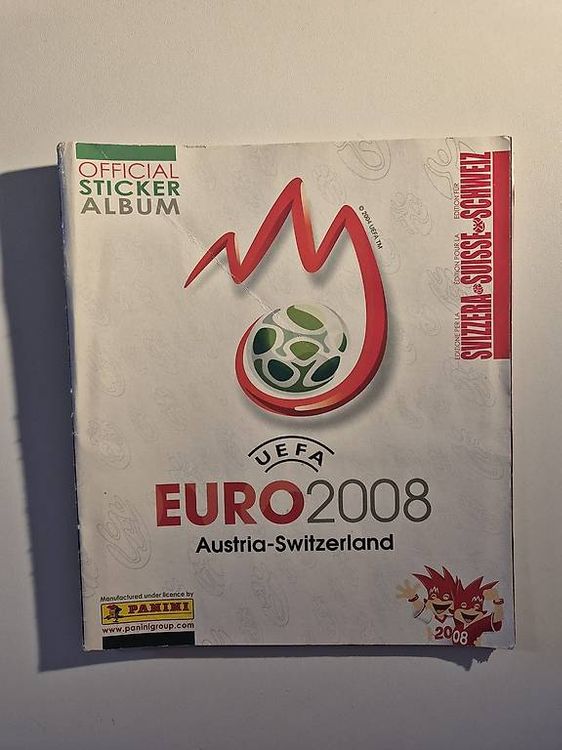 OFFICIAL
STICKER
ALBUM
© 2004 UEFA TM
EDIZIONE PER LA ÉDITION POUR LA EDITION FÜR
SVIZZERA SUISSE SCHWEIZ
UEFA
EURO2008
Austria-Switzerland
Manufactured under licence by
PANINI
www.paninigroup.com
2008